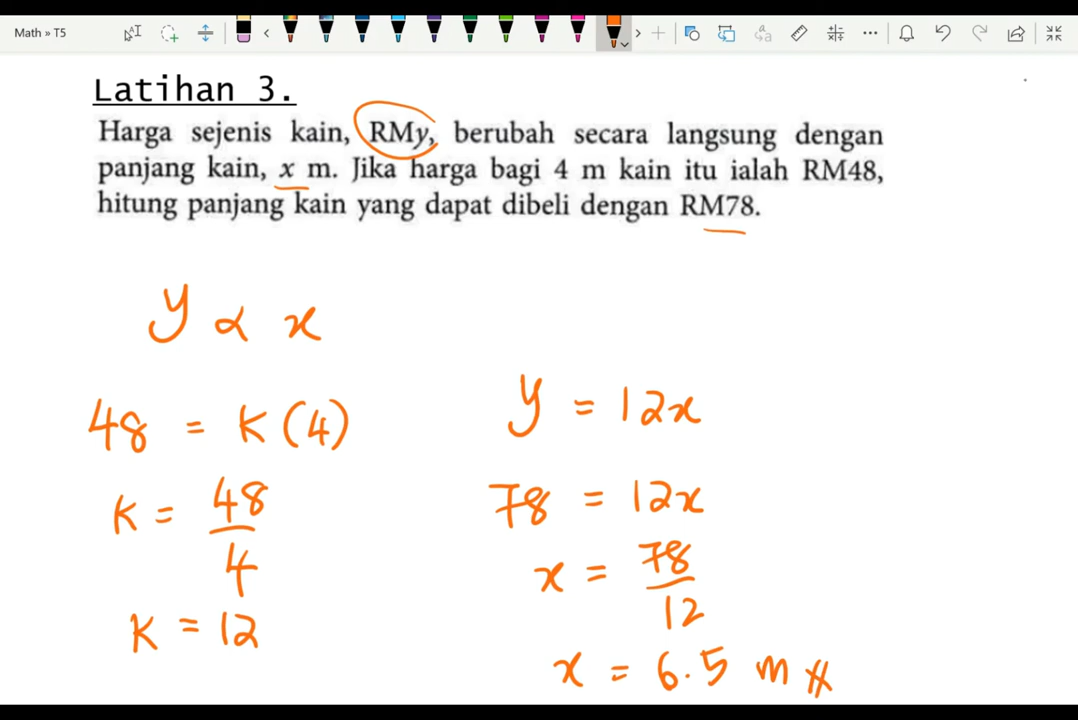 Math » T5
Latihan 3.
Harga sejenis kain, RMy, berubah secara langsung dengan
panjang kain, x m. Jika harga bagi 4 m kain itu ialah RM48,
hitung panjang kain yang dapat dibeli dengan RM78.
y ∝ x
48 = K(4)
K = 48/4
K = 12
y = 12x
78 = 12x
x = 78/12
x = 6.5 m